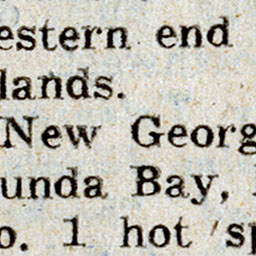 estern end
lands.
New Georg
unda Bay,
o. 1 hot sp